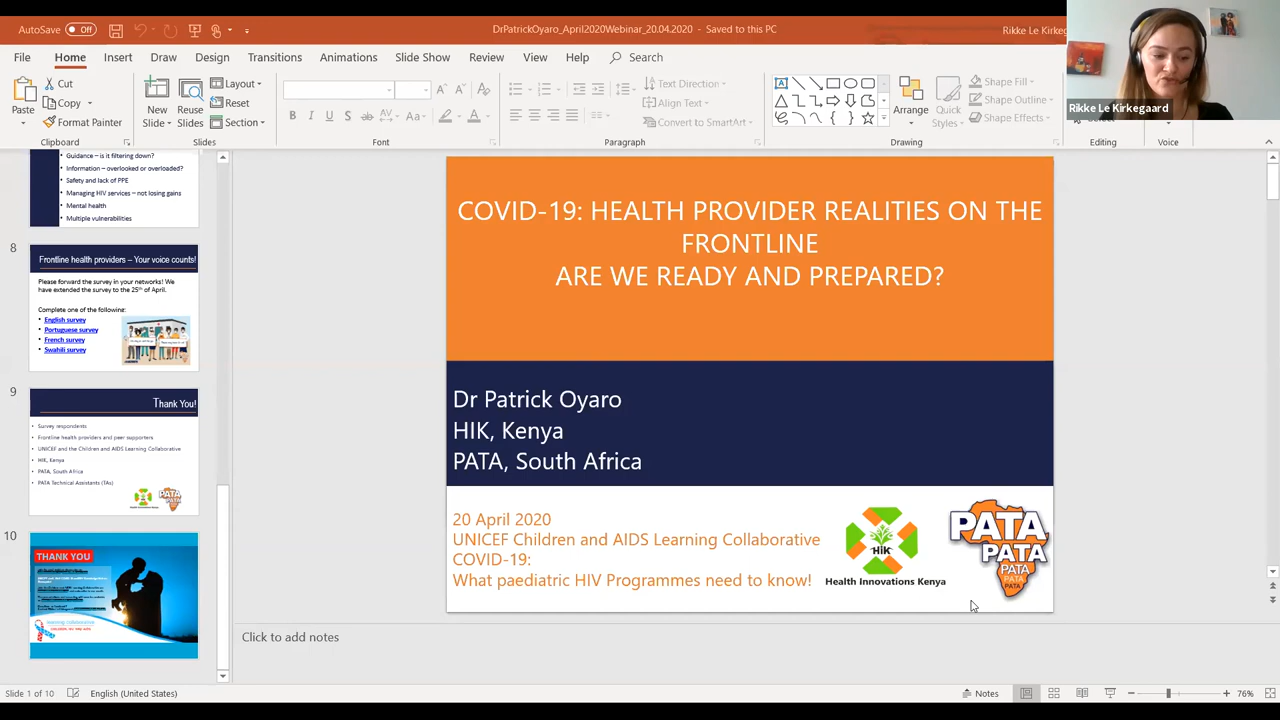 AutoSave Off
DrPatrickOyaro_April2020Webinar_20.04.2020 - Saved to this PC
Rikke Le Kirkeg
File Home Insert Draw Design Transitions Animations Slide Show Review View Help Search
Paste
Cut
Copy
Format Painter
Clipboard
New Slide
Reuse Slides
Layout
Reset
Section
Slides
Font
Text Direction
Align Text
Convert to SmartArt
Paragraph
Arrange
Quick Styles
Shape Fill
Shape Outline
Shape Effects
Drawing
Editing
Voice
Rikke Le Kirkegaard
Guidance – is it filtering down?
Information – overlooked or overloaded?
Safety and lack of PPE
Managing HIV services – not losing gains
Mental health
Multiple vulnerabilities
8
Frontline health providers – Your voice counts!
Please forward the survey in your networks! We
have extended the survey to the 25th of April.
Complete one of the following:
English survey
Portuguese survey
French survey
Swahili survey
9
Thank You!
Survey respondents
Frontline health providers and peer supporters
UNICEF and the Children and AIDS Learning Collaborative
HIK, Kenya
PATA, South Africa
PATA Technical Assistants (TAs)
10
THANK YOU
COVID-19: HEALTH PROVIDER REALITIES ON THE
FRONTLINE
ARE WE READY AND PREPARED?
Dr Patrick Oyaro
HIK, Kenya
PATA, South Africa
20 April 2020
UNICEF Children and AIDS Learning Collaborative
COVID-19:
What paediatric HIV Programmes need to know!
HiK
Health Innovations Kenya
PATA
PATA
PATA
PATA
PATA
Click to add notes
Slide 1 of 10 English (United States) Notes 76%